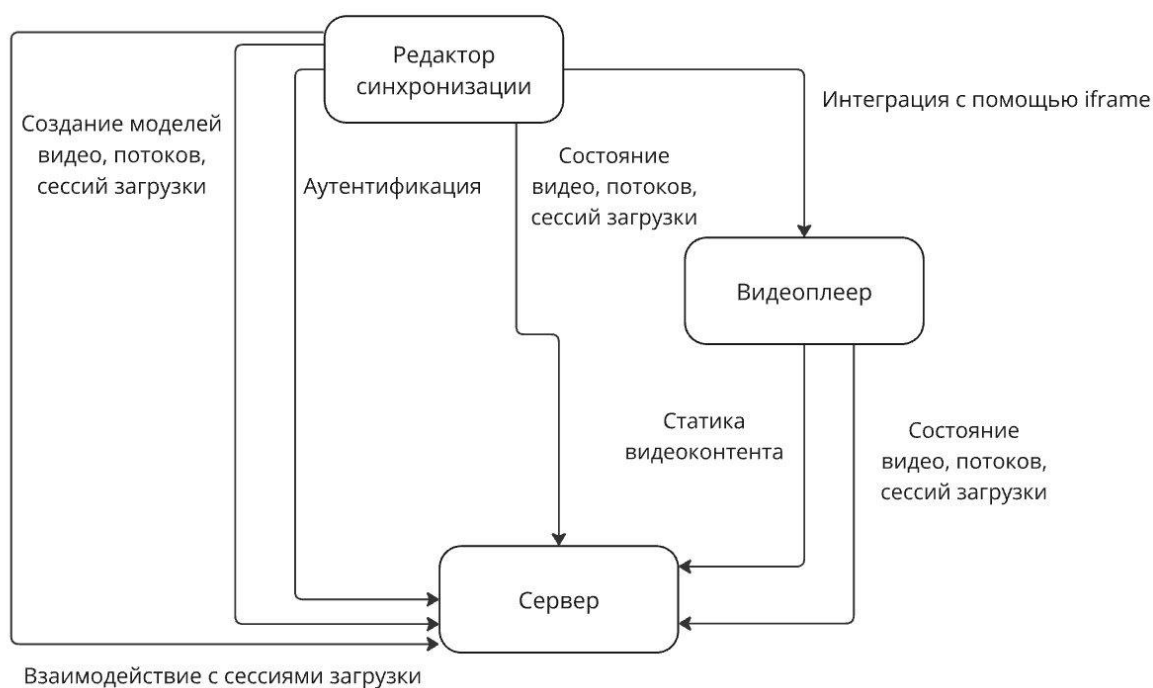 Редактор
синхронизации
Интеграция с помощью iframe
Создание моделей
видео, потоков,
сессий загрузки
Аутентификация
Состояние
видео, потоков,
сессий загрузки
Видеоплеер
Статика
видеоконтента
Состояние
видео, потоков,
сессий загрузки
Сервер
Взаимодействие с сессиями загрузки